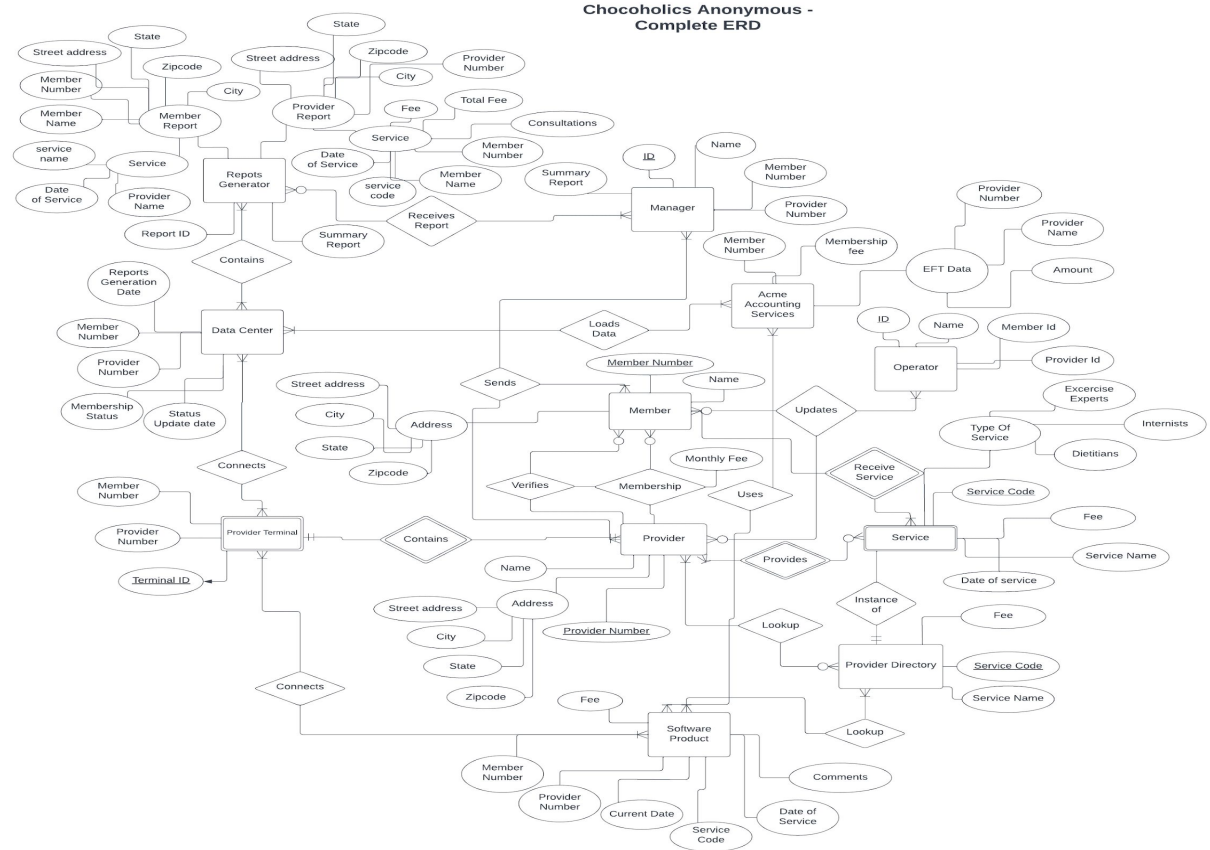 Chocoholics Anonymous -
Complete ERD
State
Street address
Zipcode
Member
Number
City
Member
Name
Member
Report
service
name
Service
Date
of Service
Provider
Name
Report ID
State
Street address
Zipcode
Provider
Number
City
Provider
Report
Fee
Total Fee
Service
Consultations
Date
of Service
Member
Number
service
code
Member
Name
Repots
Generator
Summary
Report
Receives
Report
Contains
ID
Name
Summary
Report
Manager
Member
Number
Provider
Number
Member
Number
Membership
fee
Acme
Accounting
Services
Provider
Number
Provider
Name
EFT Data
Amount
Reports
Generation
Date
Member
Number
Data Center
Provider
Number
Membership
Status
Status
Update date
Loads
Data
ID
Name
Member Id
Operator
Provider Id
Sends
Member Number
Name
Member
Updates
Street address
City
Address
State
Zipcode
Excercise
Experts
Type Of
Service
Internists
Dietitians
Connects
Verifies
Membership
Monthly Fee
Uses
Receive
Service
Service Code
Fee
Service
Service Name
Date of service
Member
Number
Provider
Number
Provider Terminal
Terminal ID
Contains
Provider
Provides
Name
Street address
Address
City
State
Zipcode
Provider Number
Instance
of
Lookup
Fee
Provider Directory
Service Code
Service Name
Lookup
Connects
Fee
Software
Product
Member
Number
Provider
Number
Current Date
Service
Code
Date of
Service
Comments